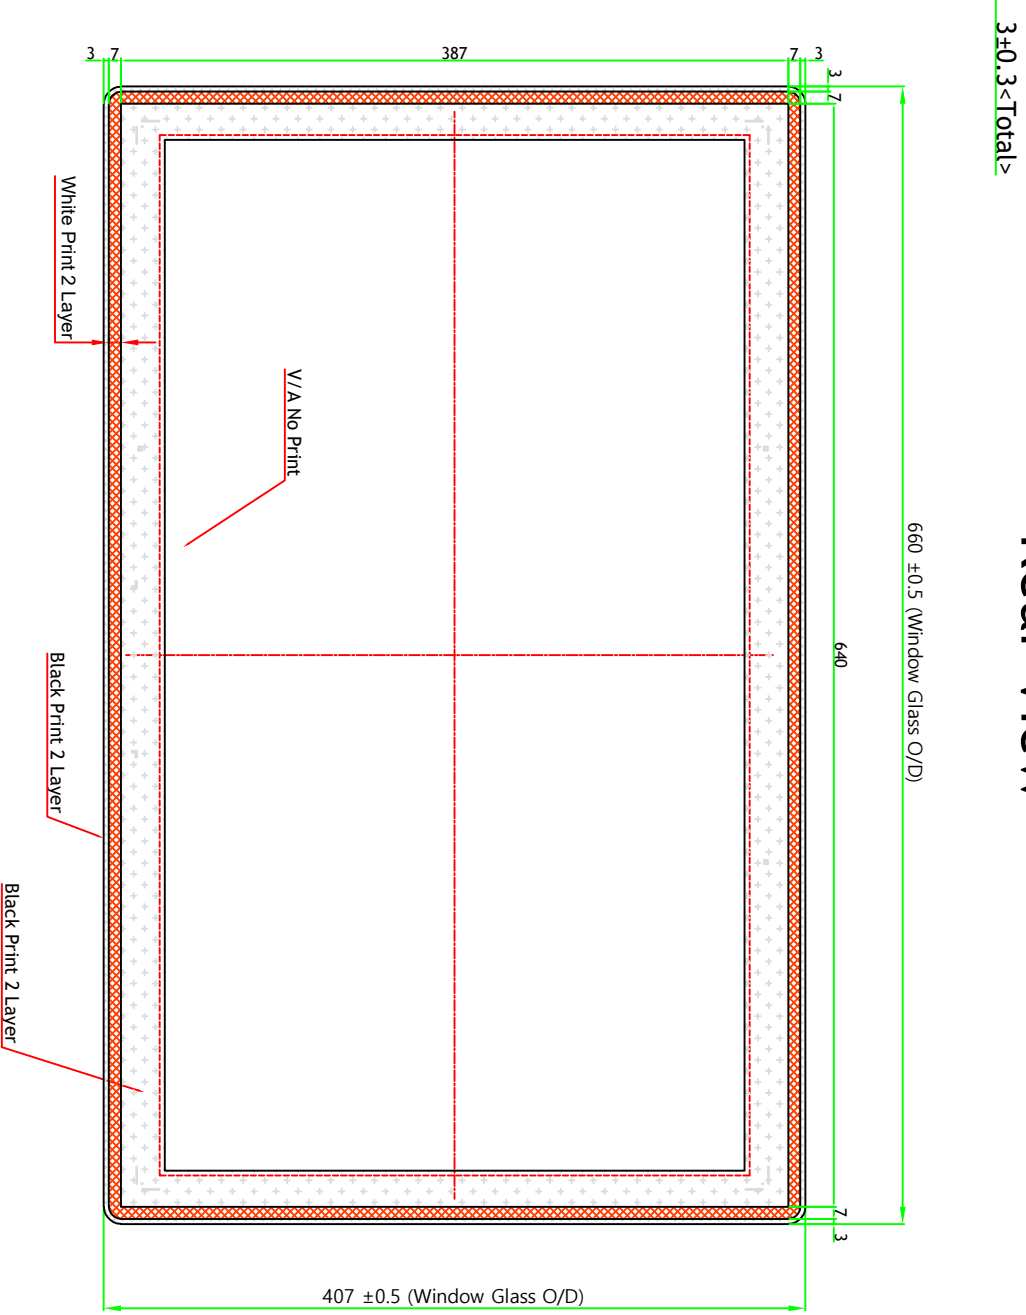 3±0.3<Total>
3
7
387
7
3
3
7
White Print 2 Layer
V/A No Print
660 ±0.5 (Window Glass O/D)
640
Black Print 2 Layer
Black Print 2 Layer
7
3
407 ±0.5 (Window Glass O/D)